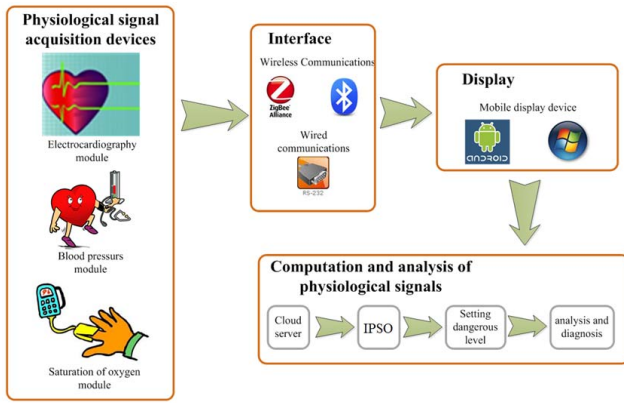 Physiological signal
acquisition devices
Electrocardiography
module
Blood pressurs
module
Saturation of oxygen
module
Interface
Wireless Communications
ZigBee
Alliance
Wired
communications
RS-232
Display
Mobile display device
ANDROID
Computation and analysis of
physiological signals
Cloud
server
IPSO
Setting
dangerous
level
analysis and
diagnosis